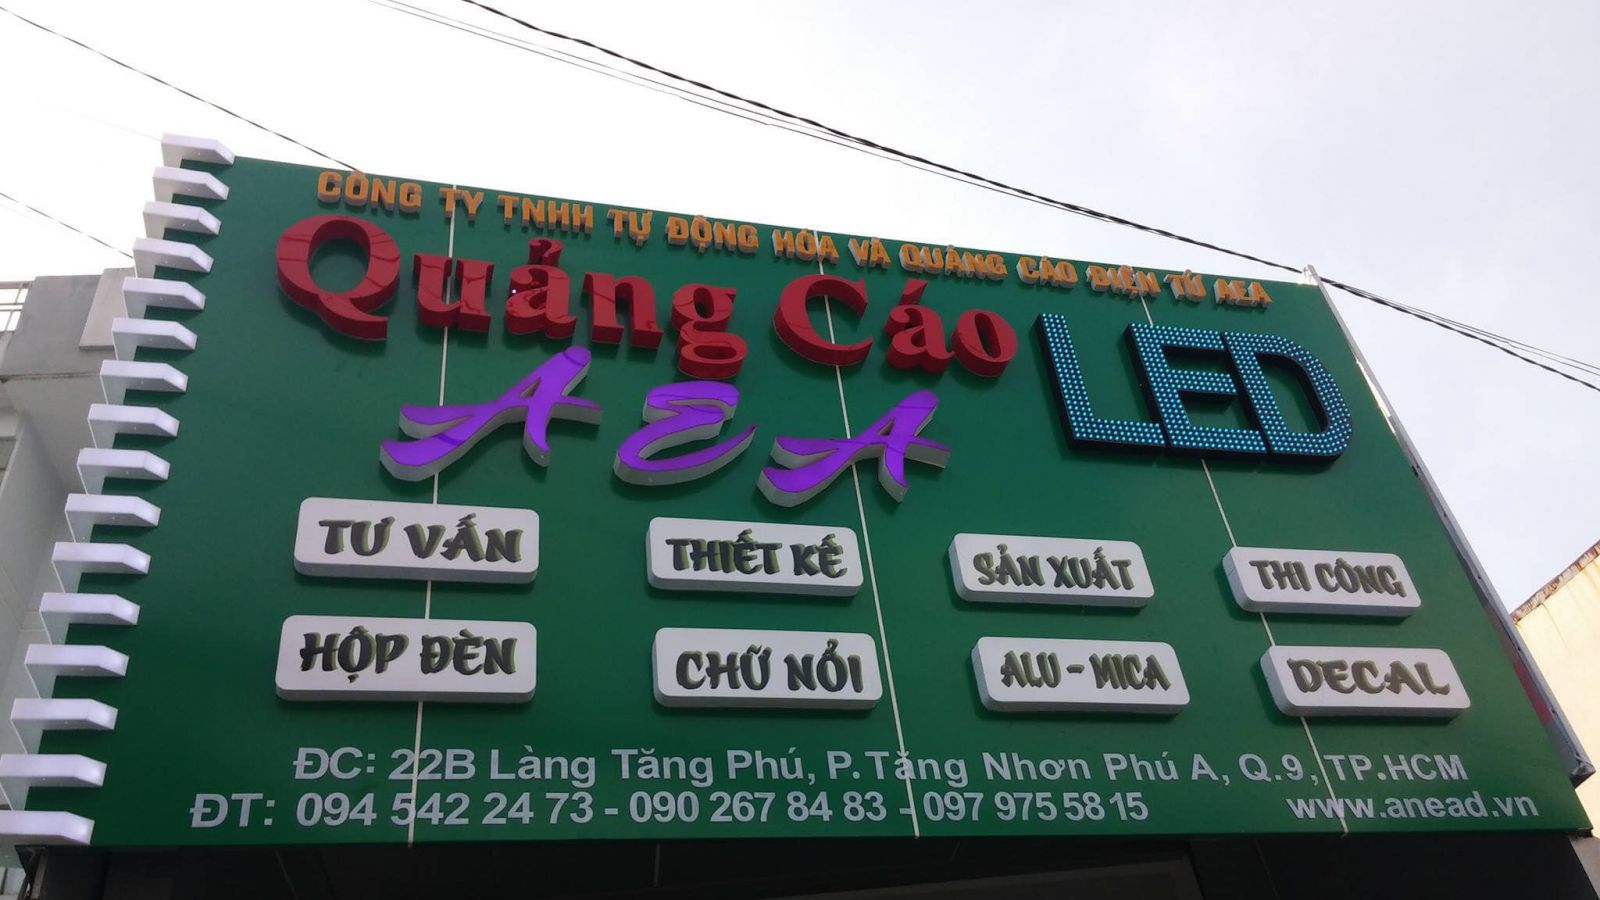 CÔNG TY TNHH TỰ ĐỘNG HÓA VÀ QUẢNG CÁO ĐIỆN TỬ AEA
Quảng Cáo LED
AEA
TƯ VẤN THIẾT KẾ SẢN XUẤT THI CÔNG
HỘP ĐÈN CHỮ NỔI ALU - MICA DECAL
ĐC: 22B Làng Tăng Phú, P.Tăng Nhơn Phú A, Q.9, TP.HCM
ĐT: 094 542 24 73 - 090 267 84 83 - 097 975 58 15 www.anead.vn